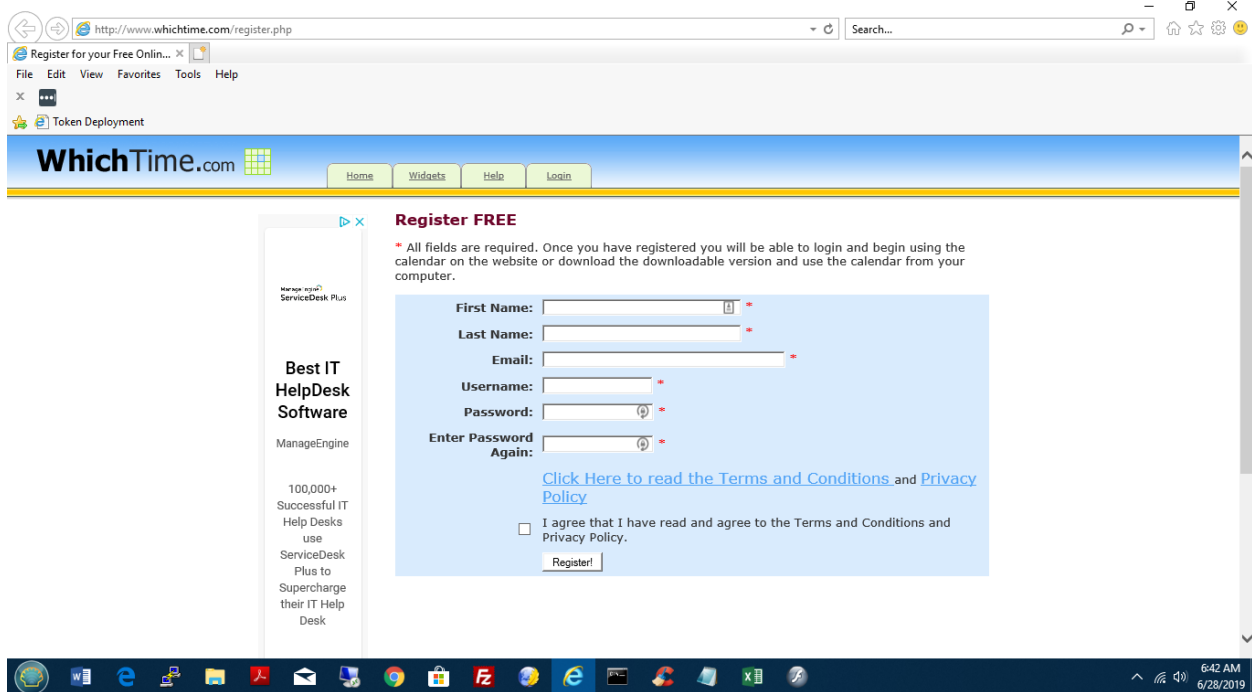 http://www.whichtime.com/register.php
Search...
Register for your Free Onlin...
File Edit View Favorites Tools Help
Token Deployment
WhichTime.com
Home Widgets Help Login
Register FREE
* All fields are required. Once you have registered you will be able to login and begin using the
calendar on the website or download the downloadable version and use the calendar from your
computer.
ManageEngine
ServiceDesk Plus
Best IT
HelpDesk
Software
ManageEngine
100,000+
Successful IT
Help Desks
use
ServiceDesk
Plus to
Supercharge
their IT Help
Desk
First Name: *
Last Name: *
Email: *
Username: *
Password: *
Enter Password
Again: *
Click Here to read the Terms and Conditions and Privacy
Policy
I agree that I have read and agree to the Terms and Conditions and
Privacy Policy.
Register!
6:42 AM
6/28/2019